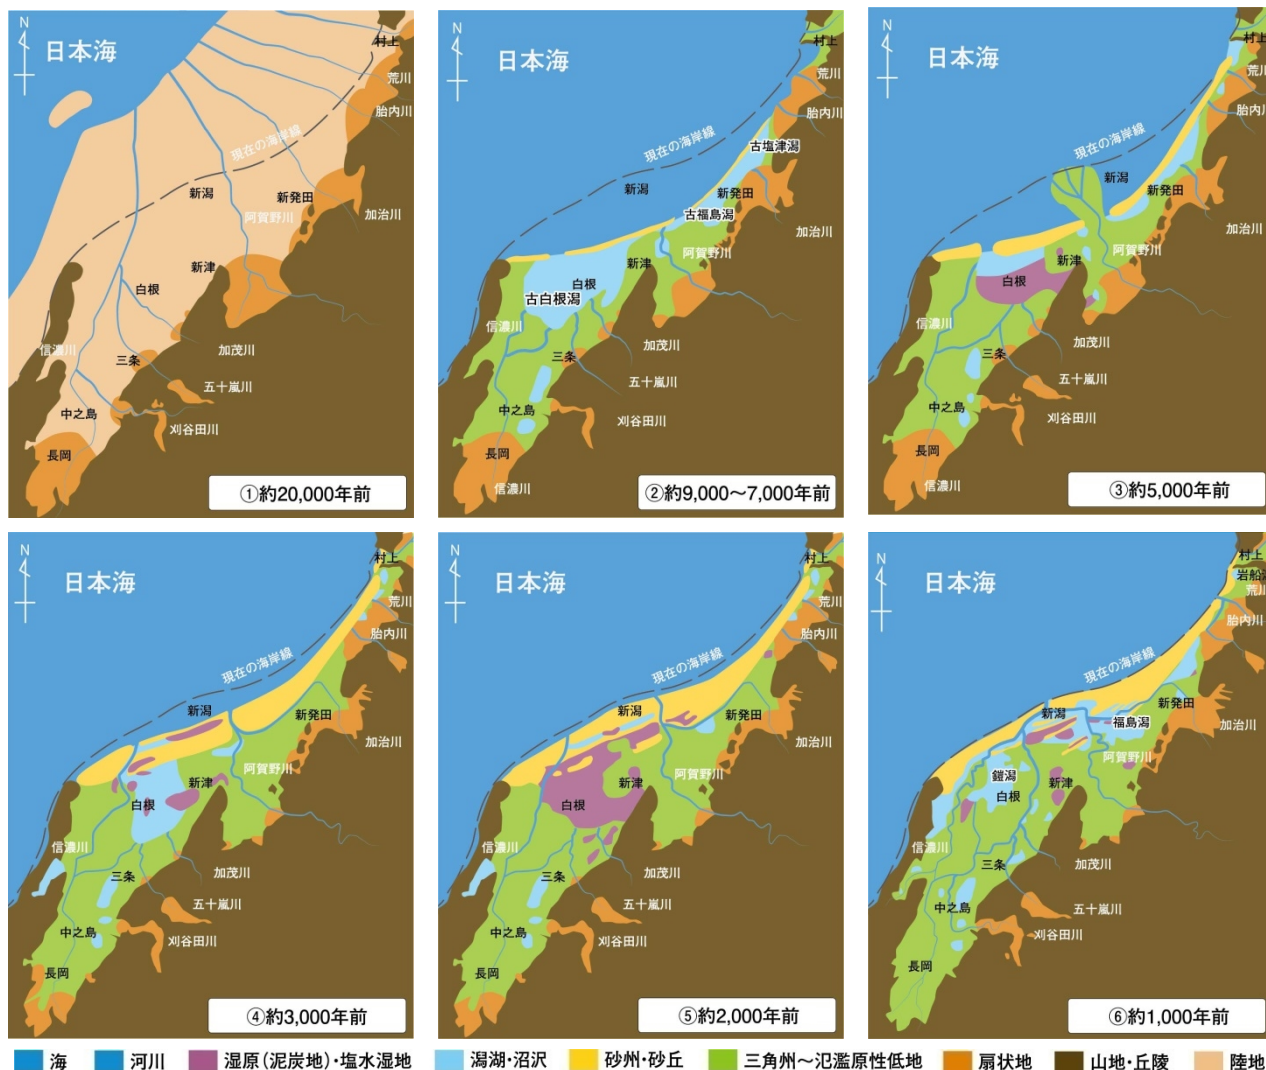 N
日本海
村上
荒川
胎内川
現在の海岸線
新潟
新発田
阿賀野川
加治川
新津
白根
信濃川
加茂川
三条
五十嵐川
中之島
刈谷田川
長岡
①約20,000年前
N
日本海
村上
荒川
胎内川
現在の海岸線
古塩津潟
新潟
新発田
古福島潟
加治川
阿賀野川
新津
白根
古白根潟
信濃川
加茂川
三条
五十嵐川
中之島
刈谷田川
長岡
信濃川
②約9,000〜7,000年前
N
日本海
村上
荒川
胎内川
現在の海岸線
新潟
新発田
加治川
阿賀野川
新津
白根
信濃川
加茂川
三条
五十嵐川
中之島
刈谷田川
長岡
信濃川
③約5,000年前
N
日本海
村上
荒川
胎内川
現在の海岸線
新潟
新発田
加治川
阿賀野川
新津
白根
信濃川
加茂川
三条
五十嵐川
中之島
刈谷田川
長岡
④約3,000年前
N
日本海
村上
荒川
胎内川
現在の海岸線
新潟
新発田
加治川
阿賀野川
新津
白根
信濃川
加茂川
三条
五十嵐川
中之島
刈谷田川
長岡
⑤約2,000年前
N
日本海
村上
岩船
荒川
胎内川
現在の海岸線
新潟
新発田
福島潟
加治川
阿賀野川
鎧潟
新津
白根
信濃川
加茂川
三条
五十嵐川
中之島
刈谷田川
長岡
⑥約1,000年前
海 河川 湿原(泥炭地)・塩水湿地 潟湖・沼沢 砂州・砂丘 三角州〜氾濫原性低地 扇状地 山地・丘陵 陸地